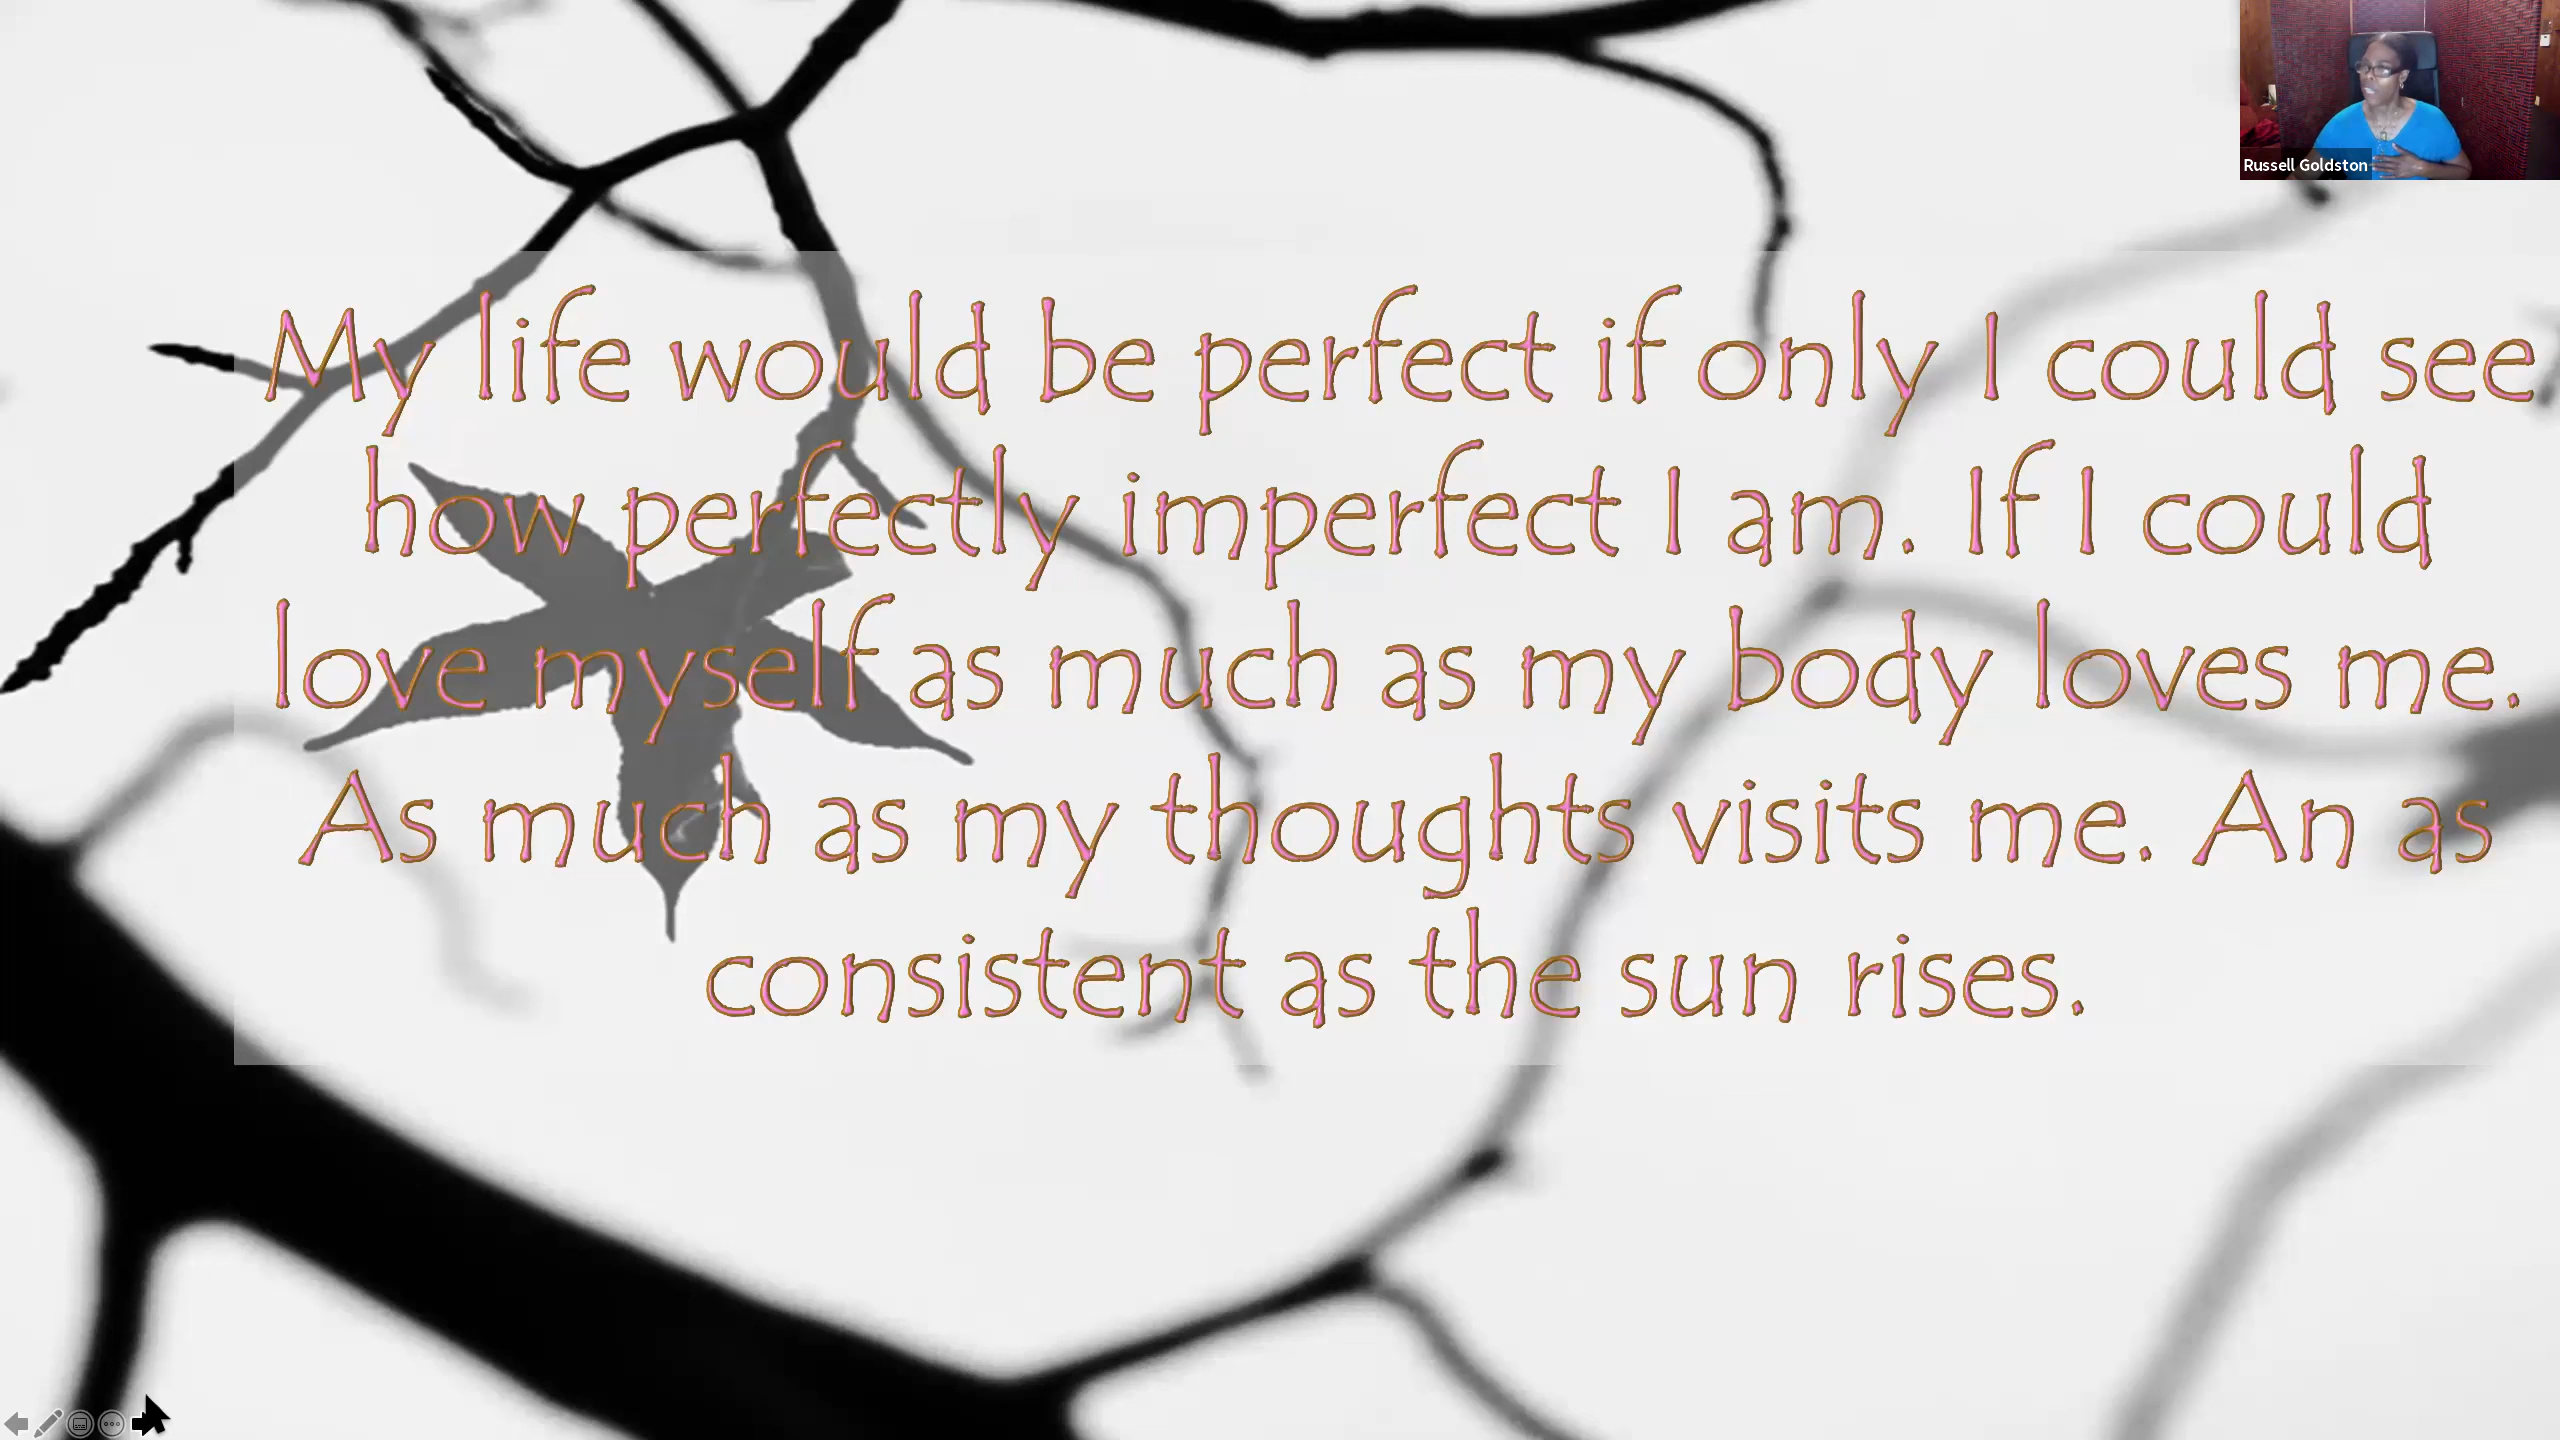 Russell Goldston
My life would be perfect if only I could see
how perfectly imperfect I am. If I could
love myself as much as my body loves me.
As much as my thoughts visits me. An as
consistent as the sun rises.